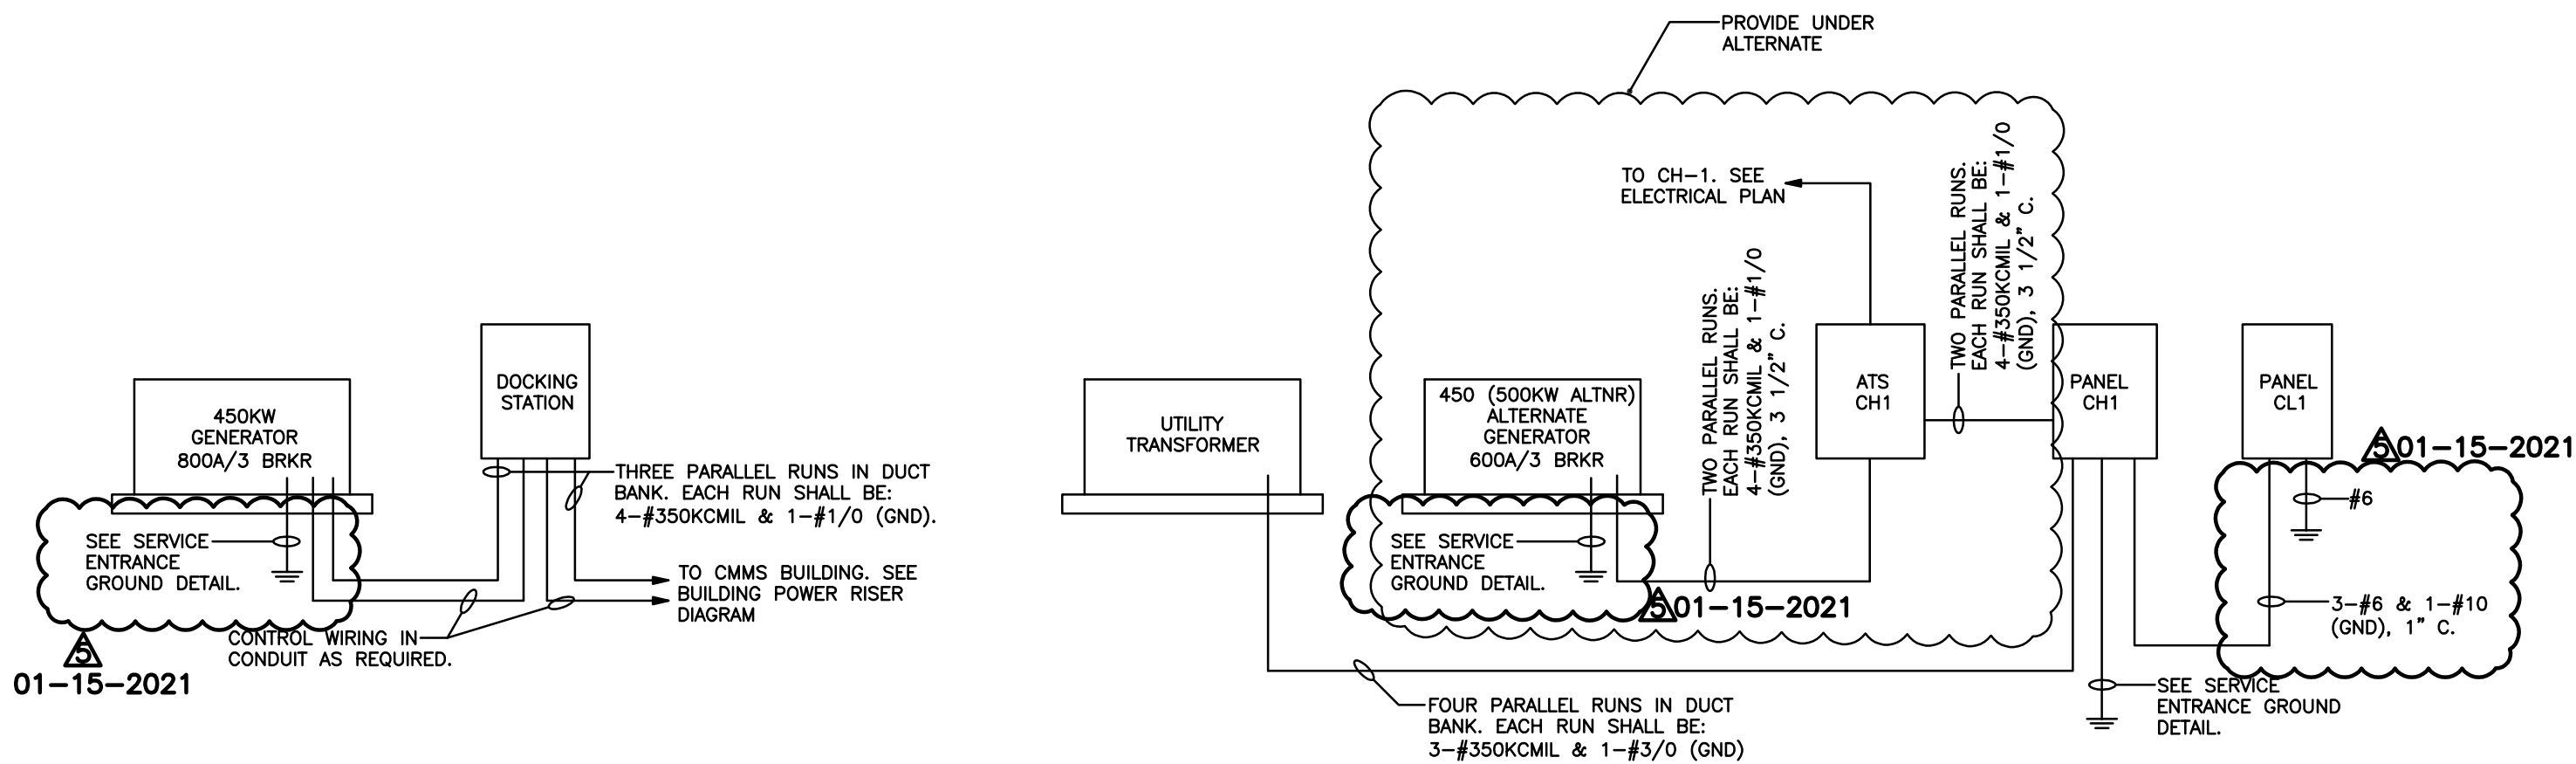 PROVIDE UNDER
ALTERNATE
TO CH-1. SEE
ELECTRICAL PLAN
TWO PARALLEL RUNS.
EACH RUN SHALL BE:
4-#350KCMIL & 1-#1/0
(GND), 3 1/2" C.
TWO PARALLEL RUNS.
EACH RUN SHALL BE:
4-#350KCMIL & 1-#1/0
(GND), 3 1/2" C.
450KW
GENERATOR
800A/3 BRKR
DOCKING
STATION
THREE PARALLEL RUNS IN DUCT
BANK. EACH RUN SHALL BE:
4-#350KCMIL & 1-#1/0 (GND).
SEE SERVICE
ENTRANCE
GROUND DETAIL.
TO CMMS BUILDING. SEE
BUILDING POWER RISER
DIAGRAM
CONTROL WIRING IN
CONDUIT AS REQUIRED.
5
01-15-2021
UTILITY
TRANSFORMER
450 (500KW ALTNR)
ALTERNATE
GENERATOR
600A/3 BRKR
SEE SERVICE
ENTRANCE
GROUND DETAIL.
5 01-15-2021
ATS
CH1
PANEL
CH1
PANEL
CL1
5 01-15-2021
#6
3-#6 & 1-#10
(GND), 1" C.
SEE SERVICE
ENTRANCE GROUND
DETAIL.
FOUR PARALLEL RUNS IN DUCT
BANK. EACH RUN SHALL BE:
3-#350KCMIL & 1-#3/0 (GND)